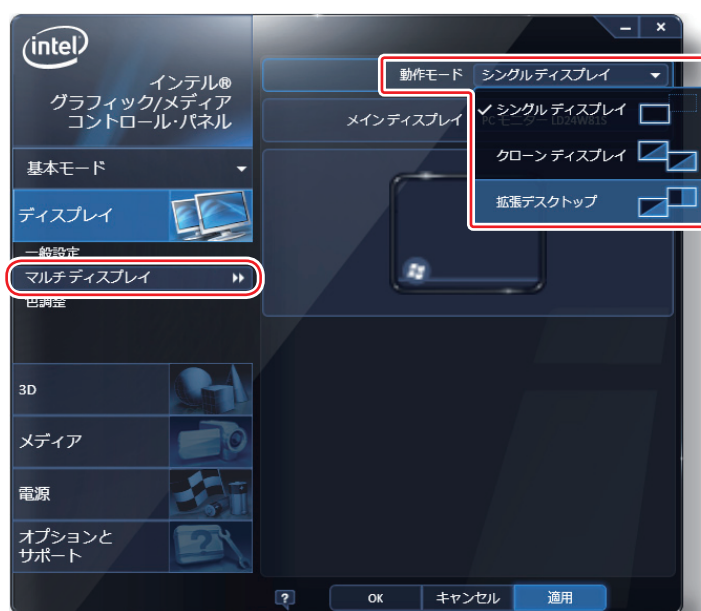 intel
インテル®
グラフィック/メディア
コントロール・パネル
基本モード
ディスプレイ
一般設定
マルチディスプレイ
色調整
3D
メディア
電源
オプションと
サポート
動作モード シングルディスプレイ
メインディスプレイ PC モニター LD24W81S
シングル ディスプレイ
クローン ディスプレイ
拡張デスクトップ
? OK キャンセル 適用